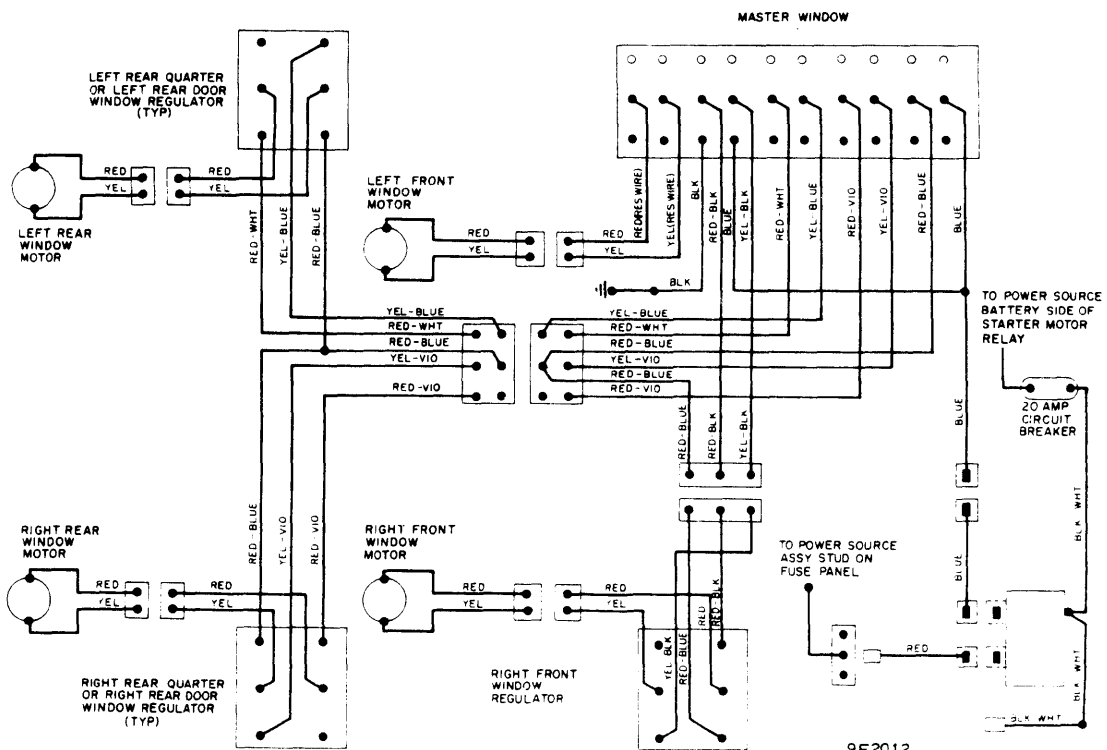 MASTER WINDOW
LEFT REAR QUARTER
OR LEFT REAR DOOR
WINDOW REGULATOR
(TYP)
RED
YEL
RED
YEL
LEFT REAR
WINDOW
MOTOR
RED-WHT
YEL-BLUE
RED-BLUE
LEFT FRONT
WINDOW
MOTOR
RED
YEL
RED
YEL
RED(RES WIRE)
YEL(RES WIRE)
BLK
RED-BLK
BLUE
YEL-BLK
RED-WHT
YEL-BLUE
RED-VIO
YEL-VIO
RED-BLUE
BLUE
BLK
YEL-BLUE
RED-WHT
RED-BLUE
YEL-VIO
RED-VIO
YEL-BLUE
RED-WHT
RED-BLUE
YEL-VIO
RED-BLUE
RED-VIO
TO POWER SOURCE
BATTERY SIDE OF
STARTER MOTOR
RELAY
20 AMP
CIRCUIT
BREAKER
RED-BLUE
RED-BLK
YEL-BLK
BLUE
BLK WHT
RED-BLUE
YEL-VIO
RED-VIO
RIGHT REAR
WINDOW
MOTOR
RED
YEL
RED
YEL
RIGHT FRONT
WINDOW
MOTOR
RED
YEL
RED
YEL
RED
RED-BLK
YEL BLK
RED-BLUE
TO POWER SOURCE
ASSY STUD ON
FUSE PANEL
BLUE
RED
BLK WHT
BLK WHT
RIGHT REAR QUARTER
OR RIGHT REAR DOOR
WINDOW REGULATOR
(TYP)
RIGHT FRONT
WINDOW
REGULATOR
9E2012